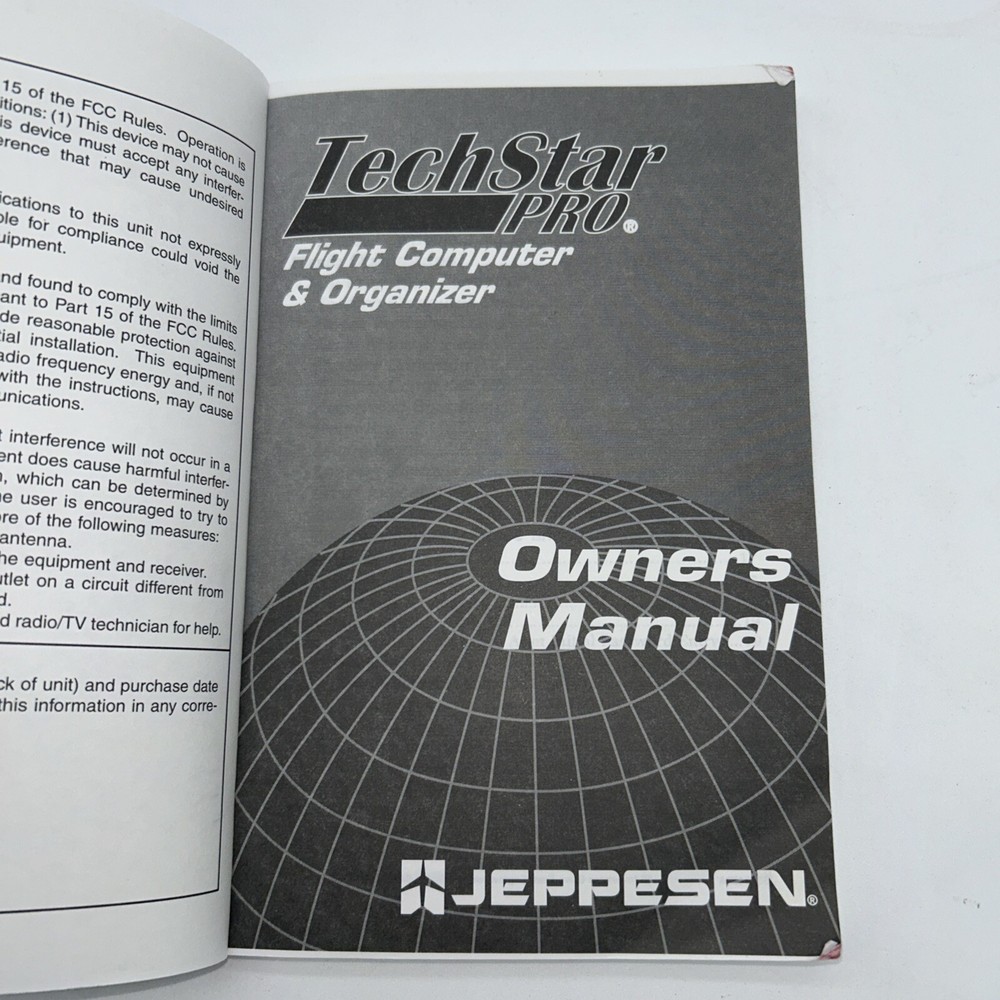 15 of the FCC Rules. Operation is
itions: (1) This device may not cause
is device must accept any interfer-
erence that may cause undesired
ications to this unit not expressly
ble for compliance could void the
uipment.
nd found to comply with the limits
ant to Part 15 of the FCC Rules.
de reasonable protection against
tial installation. This equipment
adio frequency energy and, if not
with the instructions, may cause
unications.
t interference will not occur in a
ent does cause harmful interfer-
, which can be determined by
e user is encouraged to try to
re of the following measures:
antenna.
he equipment and receiver.
utlet on a circuit different from
d.
d radio/TV technician for help.
ck of unit) and purchase date
this information in any corre-
TechStar
PRO®
Flight Computer
& Organizer
Owners
Manual
JEPPESEN®